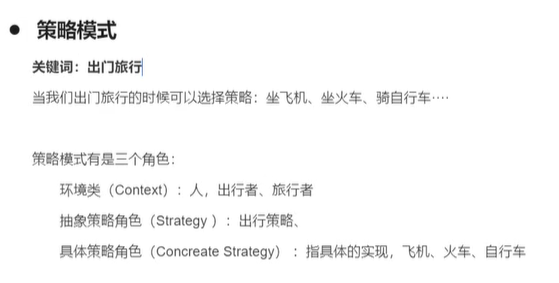 ● 策略模式
关键词：出门旅行
当我们出门旅行的时候可以选择策略：坐飞机、坐火车、骑自行车····
策略模式有是三个角色：
环境类（Context）：人，出行者、旅行者
抽象策略角色（Strategy ）：出行策略、
具体策略角色（Concreate Strategy）：指具体的实现，飞机、火车、自行车